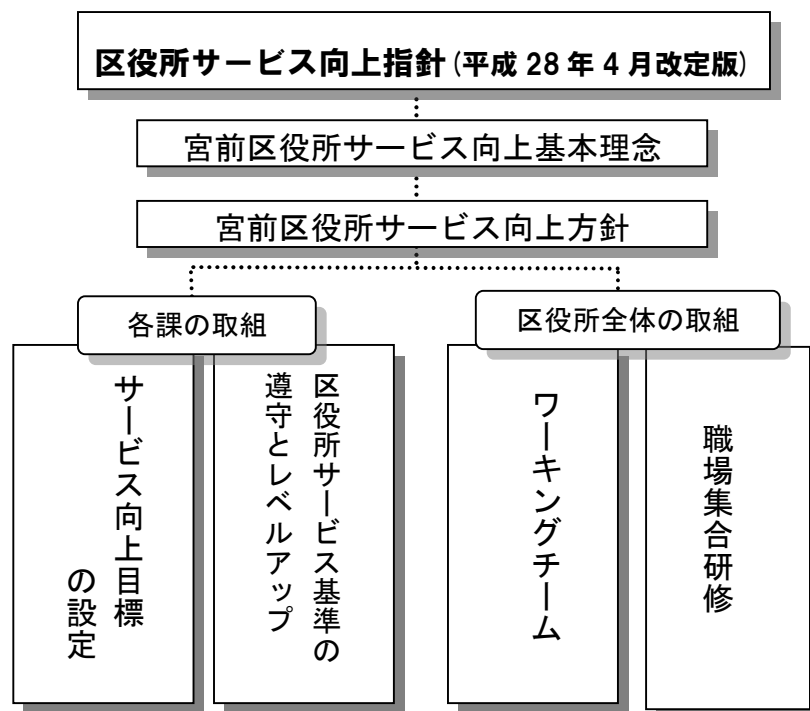 区役所サービス向上指針(平成 28 年 4 月改定版)
宮前区役所サービス向上基本理念
宮前区役所サービス向上方針
各課の取組
区役所全体の取組
サービス向上目標
の設定
区役所サービス基準の
遵守とレベルアップ
ワーキングチーム
職場集合研修